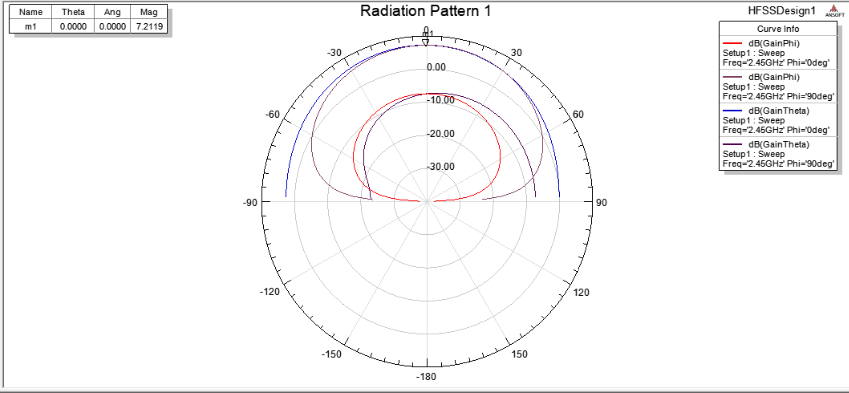 Radiation Pattern 1
HFSSDesign1
ANSOFT
Name Theta Ang Mag
m1 0.0000 0.0000 7.2119
Curve Info
dB(GainPhi)
Setup1 : Sweep
Freq='2.45GHz' Phi='0deg'
dB(GainPhi)
Setup1 : Sweep
Freq='2.45GHz' Phi='90deg'
dB(GainTheta)
Setup1 : Sweep
Freq='2.45GHz' Phi='0deg'
dB(GainTheta)
Setup1 : Sweep
Freq='2.45GHz' Phi='90deg'
0
m1
-30
30
0.00
-10.00
-60
60
-20.00
-30.00
-90
90
-120
120
-150
150
-180